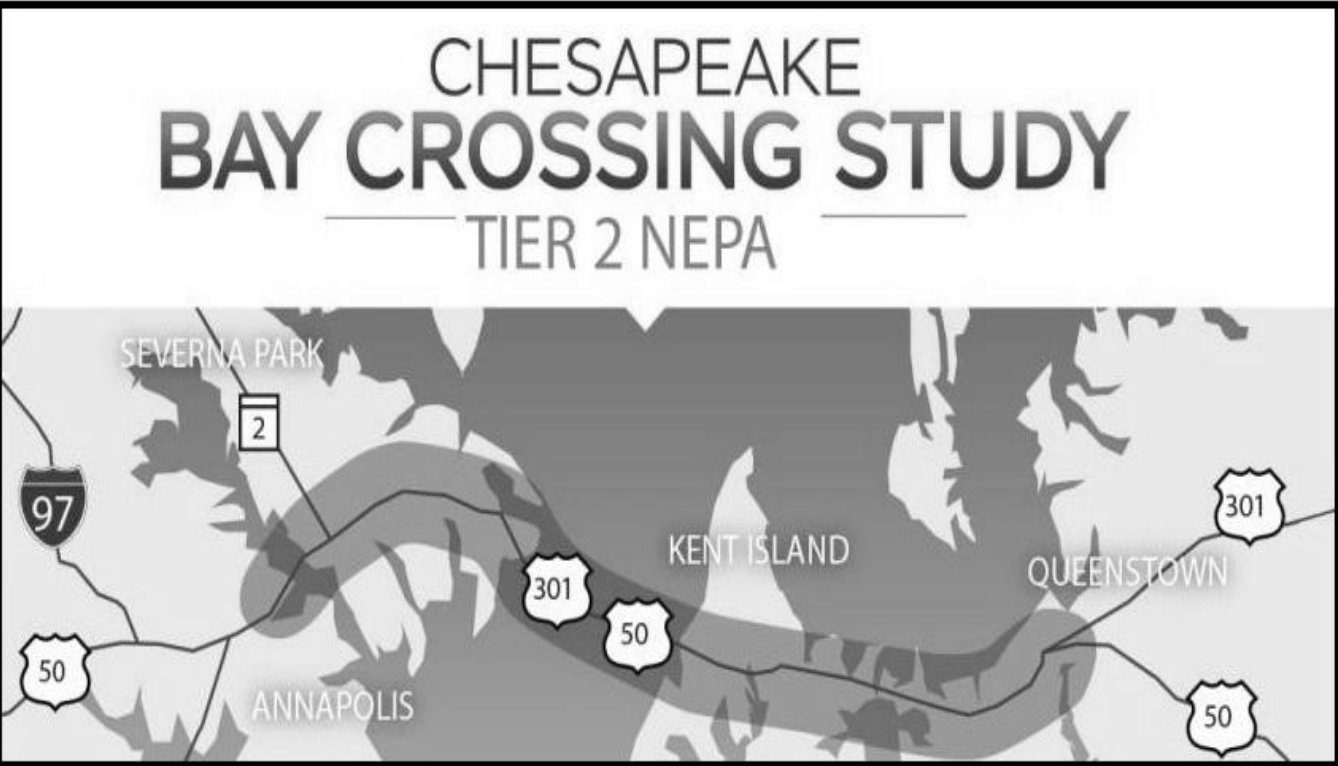 CHESAPEAKE
BAY CROSSING STUDY
TIER 2 NEPA
SEVERNA PARK
2
97
301
KENT ISLAND
301
QUEENSTOWN
50
50
ANNAPOLIS
50